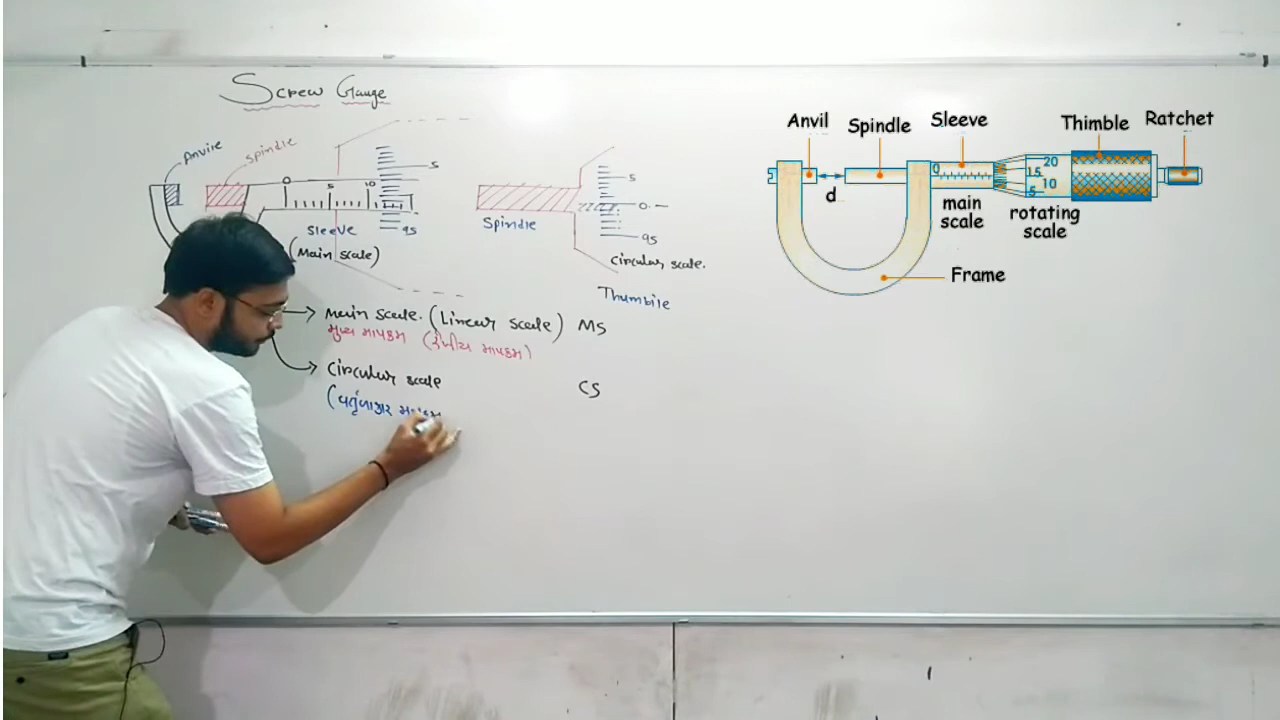 Screw Gauge
Anvile
spindle
0 5 10
5
95
Sleeve
(Main scale)
Spindle
5
0
95
Circular scale.
Thumbile
Main scale. (Linear scale) MS
મુખ્ય માપક્રમ (રેખીય માપક્રમ)
Circular scale CS
(વર્તુળાકાર
Anvil
Spindle
Sleeve
Thimble
Ratchet
0
20
15
10
5
d
main
scale
rotating
scale
Frame